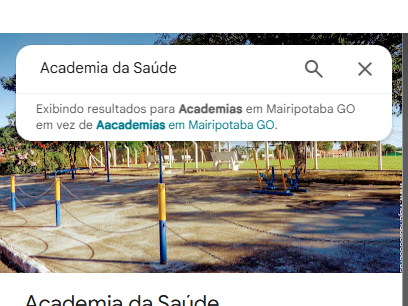 Academia da Saúde
Exibindo resultados para Academias em Mairipotaba GO
em vez de Aacademias em Mairipotaba GO.
Academia da Saúde